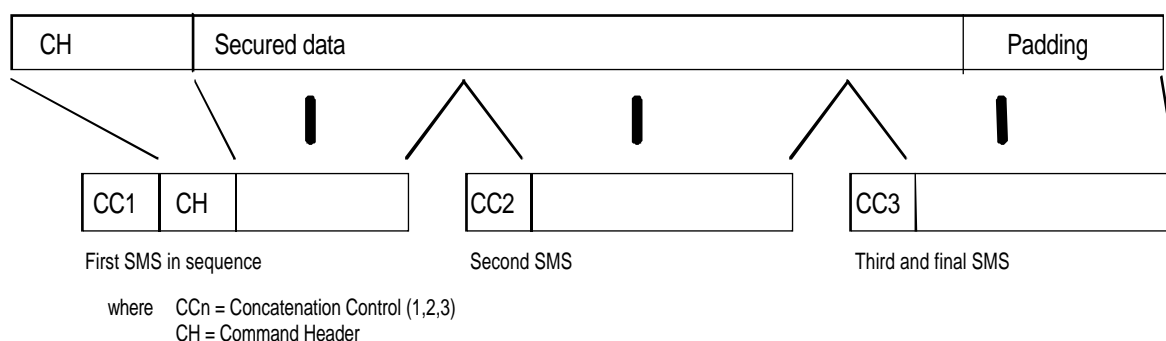 CH Secured data Padding
CC1 CH CC2 CC3
First SMS in sequence Second SMS Third and final SMS
where CCn = Concatenation Control (1,2,3)
CH = Command Header